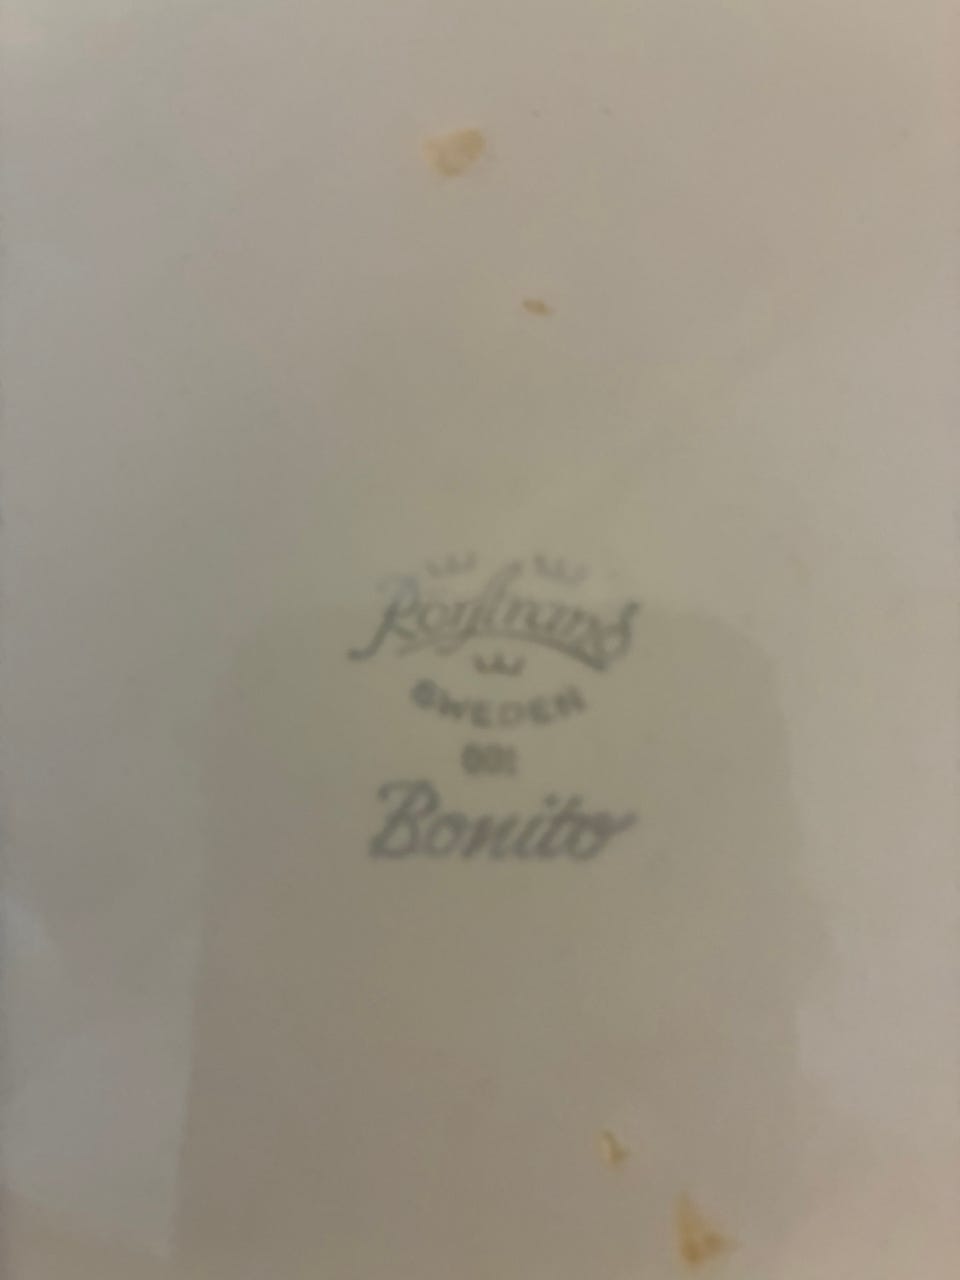 Rörstrand
SWEDEN
Bonito